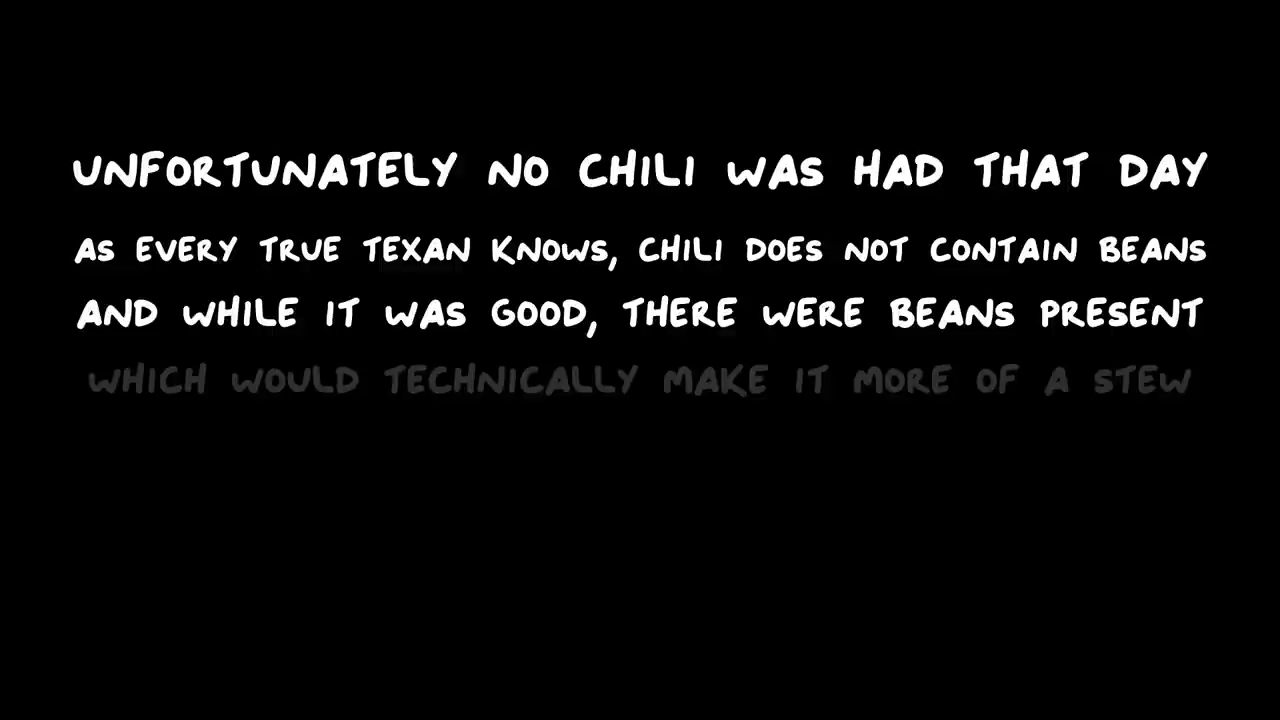 UNFORTUNATELY NO CHILI WAS HAD THAT DAY
AS EVERY TRUE TEXAN KNOWS, CHILI DOES NOT CONTAIN BEANS
AND WHILE IT WAS GOOD, THERE WERE BEANS PRESENT
WHICH WOULD TECHNICALLY MAKE IT MORE OF A STEW